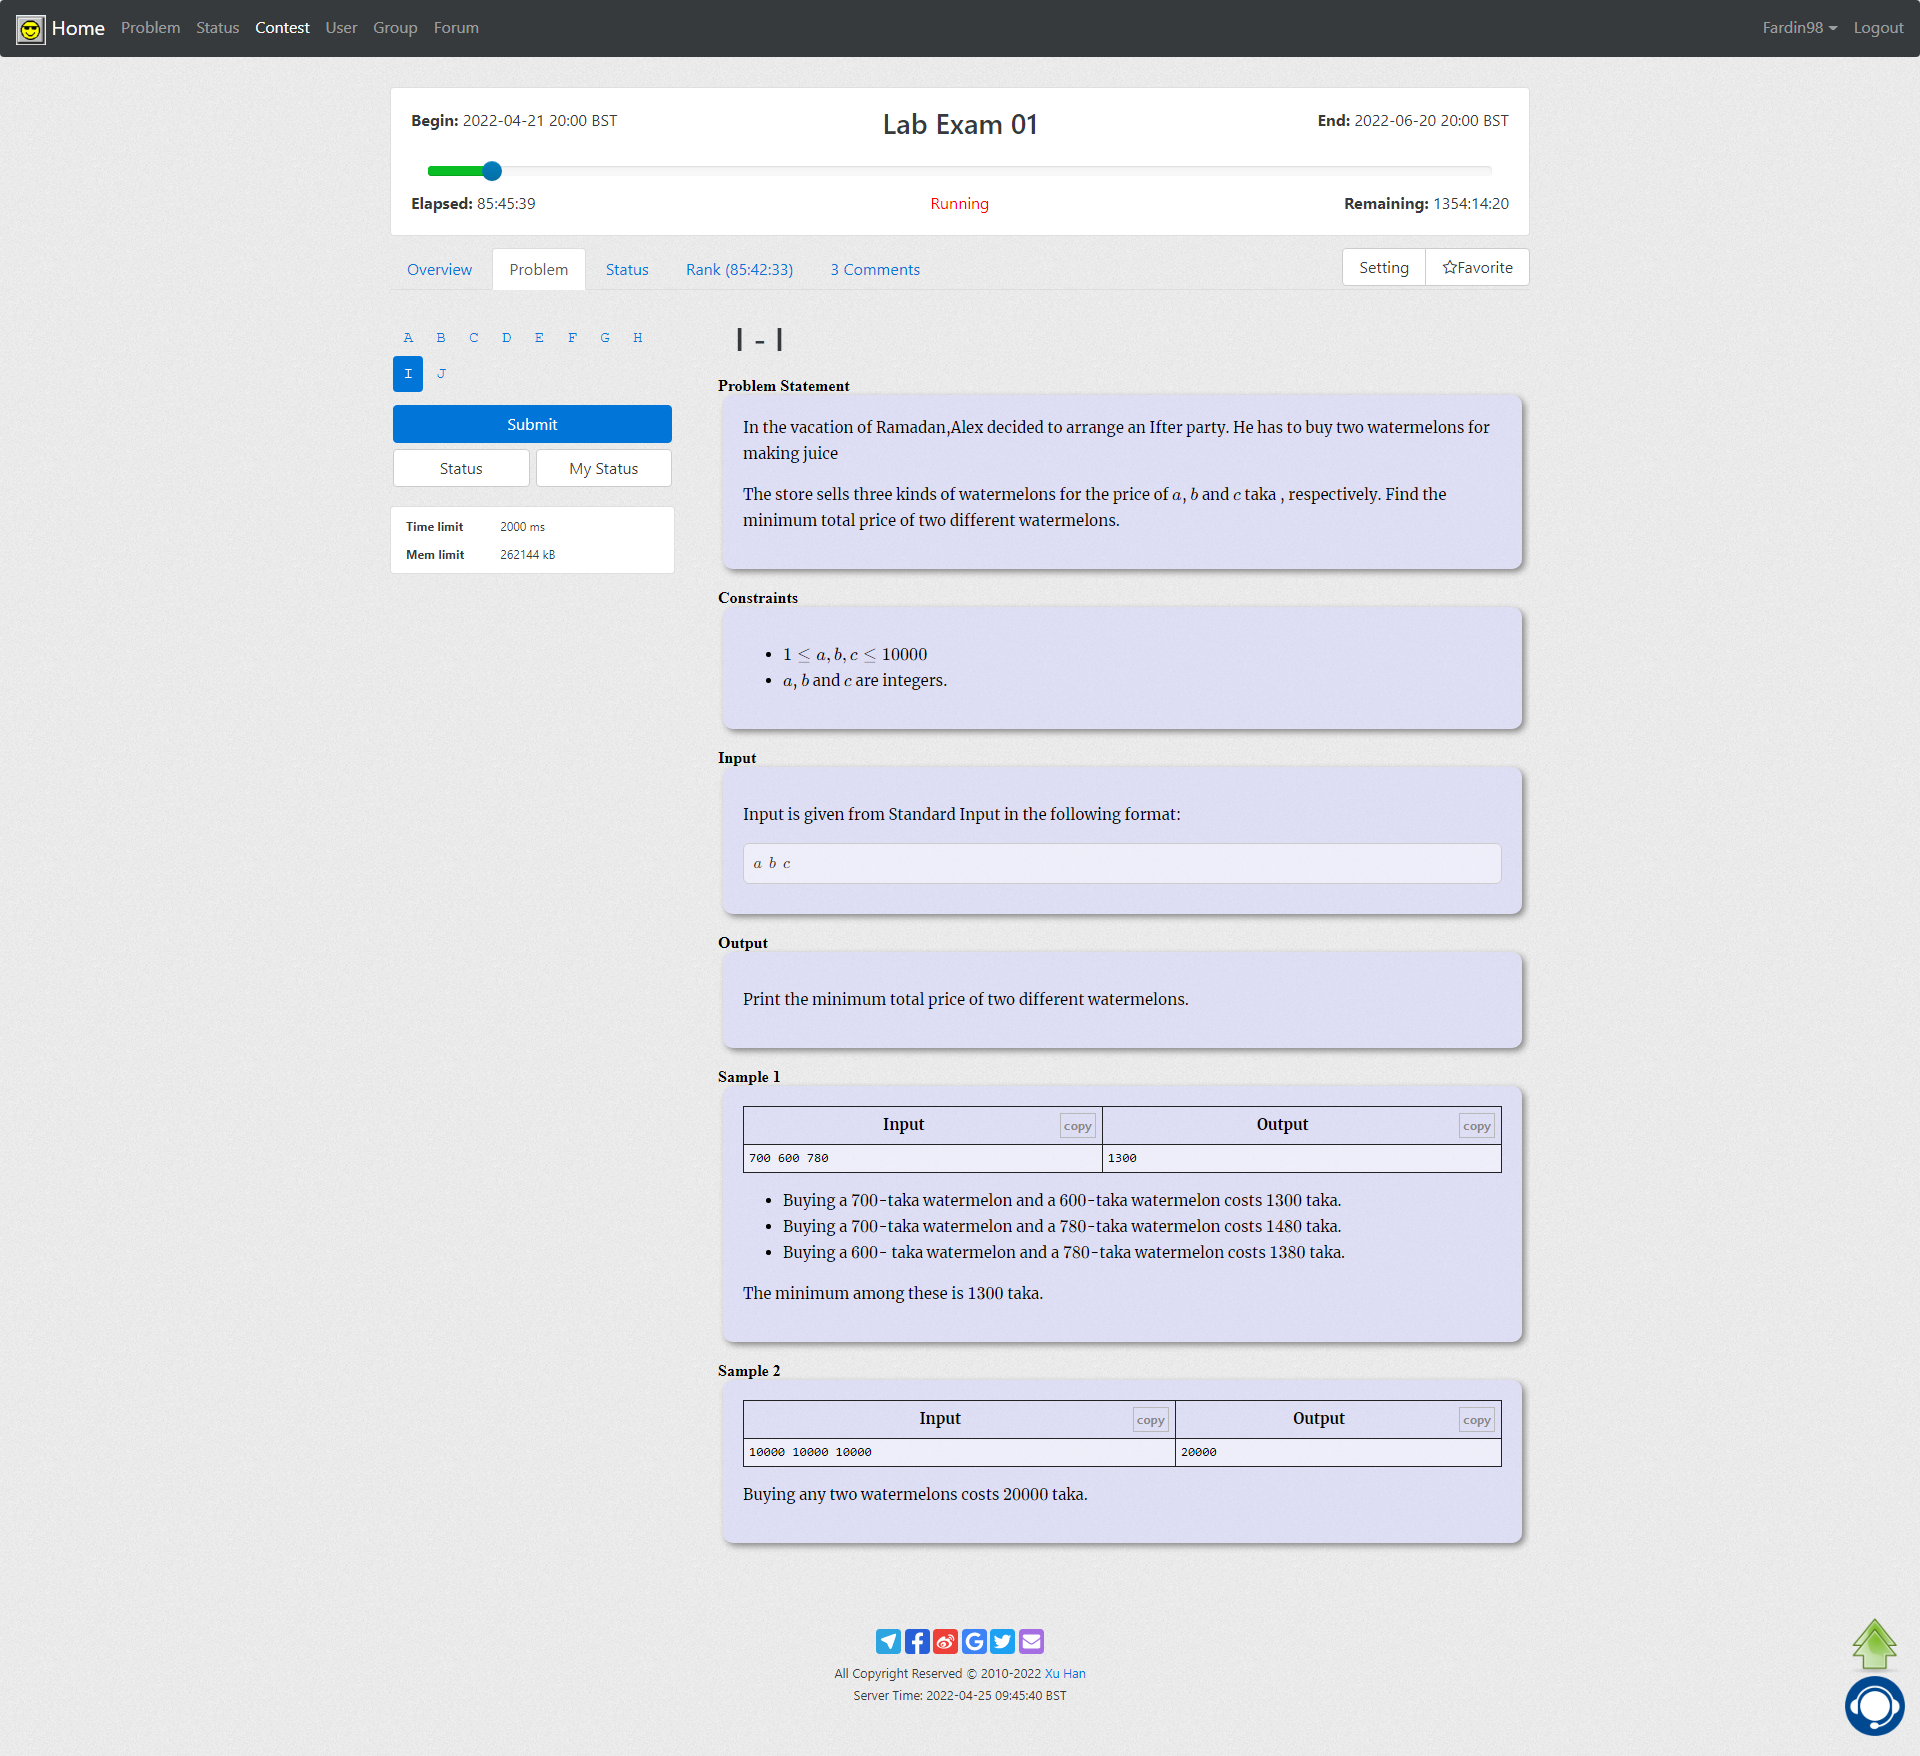 Home Problem Status Contest User Group Forum Fardin98 Logout
Begin: 2022-04-21 20:00 BST Lab Exam 01 End: 2022-06-20 20:00 BST
Elapsed: 85:45:39 Running Remaining: 1354:14:20
Overview Problem Status Rank (85:42:33) 3 Comments Setting Favorite
A B C D E F G H
I J
Submit
Status My Status
Time limit 2000 ms
Mem limit 262144 kB
I - I
Problem Statement
In the vacation of Ramadan,Alex decided to arrange an Ifter party. He has to buy two watermelons for
making juice
The store sells three kinds of watermelons for the price of a, b and c taka , respectively. Find the
minimum total price of two different watermelons.
Constraints
• 1 ≤ a, b, c ≤ 10000
• a, b and c are integers.
Input
Input is given from Standard Input in the following format:
a b c
Output
Print the minimum total price of two different watermelons.
Sample 1
Input copy Output copy
700 600 780 1300
• Buying a 700-taka watermelon and a 600-taka watermelon costs 1300 taka.
• Buying a 700-taka watermelon and a 780-taka watermelon costs 1480 taka.
• Buying a 600- taka watermelon and a 780-taka watermelon costs 1380 taka.
The minimum among these is 1300 taka.
Sample 2
Input copy Output copy
10000 10000 10000 20000
Buying any two watermelons costs 20000 taka.
All Copyright Reserved © 2010-2022 Xu Han
Server Time: 2022-04-25 09:45:40 BST